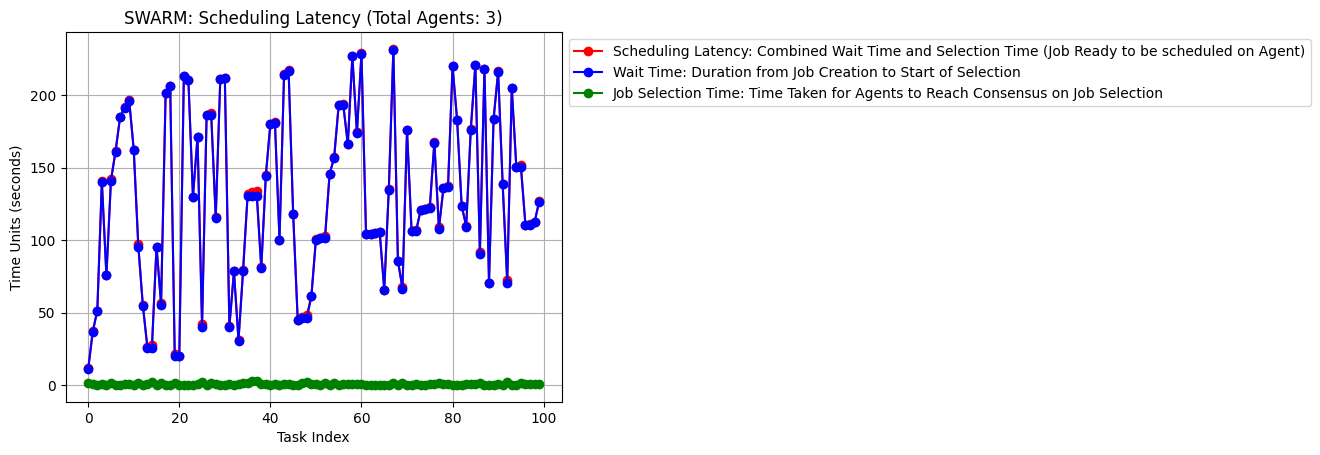 SWARM: Scheduling Latency (Total Agents: 3)
Scheduling Latency: Combined Wait Time and Selection Time (Job Ready to be scheduled on Agent)
Wait Time: Duration from Job Creation to Start of Selection
Job Selection Time: Time Taken for Agents to Reach Consensus on Job Selection
Time Units (seconds)
200
150
100
50
0
0 20 40 60 80 100
Task Index